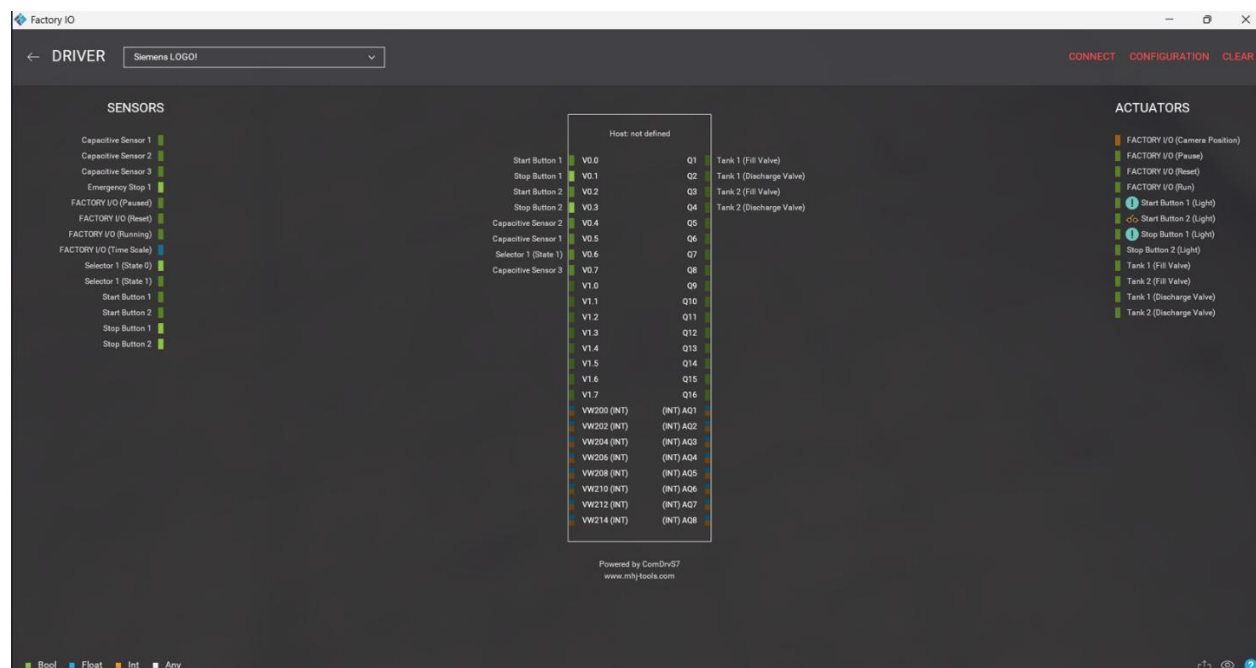 Factory IO
← DRIVER Siemens LOGO! CONNECT CONFIGURATION CLEAR
SENSORS
Capacitive Sensor 1
Capacitive Sensor 2
Capacitive Sensor 3
Emergency Stop 1
FACTORY I/O (Paused)
FACTORY I/O (Reset)
FACTORY I/O (Running)
FACTORY I/O (Time Scale)
Selector 1 (State 0)
Selector 1 (State 1)
Start Button 1
Start Button 2
Stop Button 1
Stop Button 2
Host: not defined
Start Button 1 V0.0 Q1 Tank 1 (Fill Valve)
Stop Button 1 V0.1 Q2 Tank 1 (Discharge Valve)
Start Button 2 V0.2 Q3 Tank 2 (Fill Valve)
Stop Button 2 V0.3 Q4 Tank 2 (Discharge Valve)
Capacitive Sensor 2 V0.4 Q5
Capacitive Sensor 1 V0.5 Q6
Selector 1 (State 1) V0.6 Q7
Capacitive Sensor 3 V0.7 Q8
V1.0 Q9
V1.1 Q10
V1.2 Q11
V1.3 Q12
V1.4 Q13
V1.5 Q14
V1.6 Q15
V1.7 Q16
VW200 (INT) (INT) AQ1
VW202 (INT) (INT) AQ2
VW204 (INT) (INT) AQ3
VW206 (INT) (INT) AQ4
VW208 (INT) (INT) AQ5
VW210 (INT) (INT) AQ6
VW212 (INT) (INT) AQ7
VW214 (INT) (INT) AQ8
Powered by ComDrvS7
www.mhj-tools.com
ACTUATORS
FACTORY I/O (Camera Position)
FACTORY I/O (Pause)
FACTORY I/O (Reset)
FACTORY I/O (Run)
Start Button 1 (Light)
Start Button 2 (Light)
Stop Button 1 (Light)
Stop Button 2 (Light)
Tank 1 (Fill Valve)
Tank 2 (Fill Valve)
Tank 1 (Discharge Valve)
Tank 2 (Discharge Valve)
Bool Float Int Any